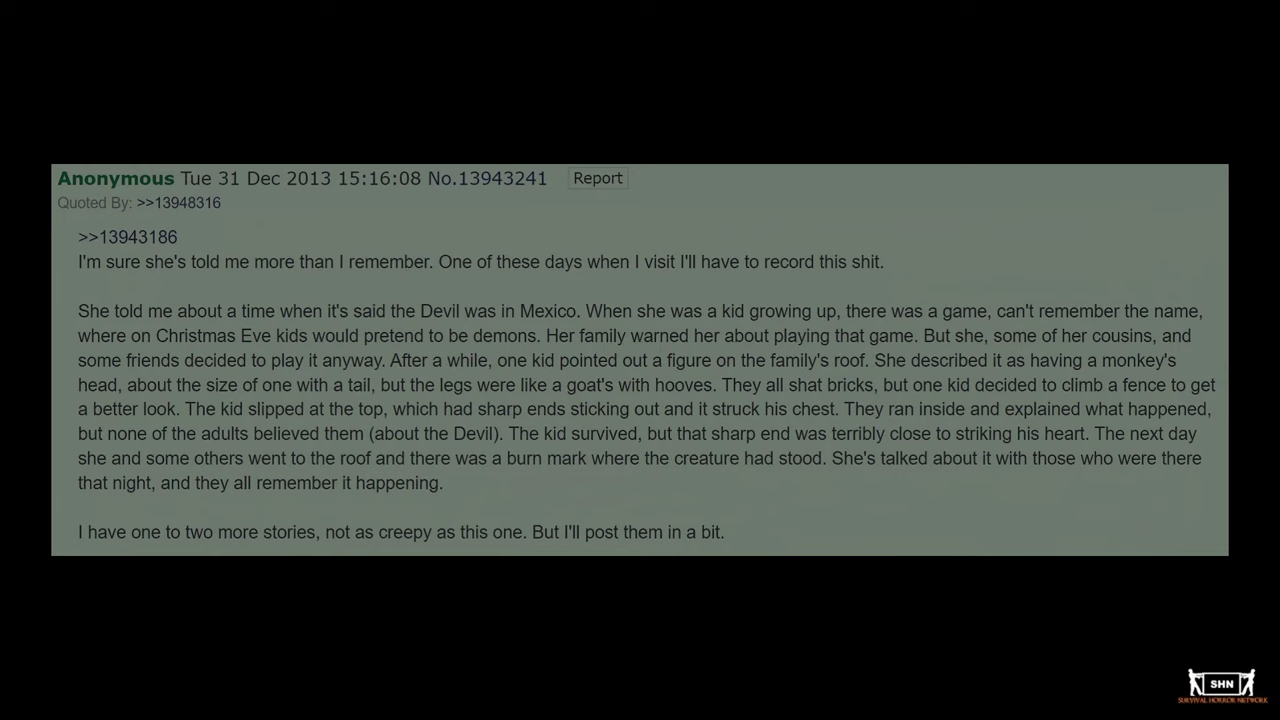 Anonymous Tue 31 Dec 2013 15:16:08 No.13943241 Report
Quoted By: >>13948316
>>13943186
I'm sure she's told me more than I remember. One of these days when I visit I'll have to record this shit.
She told me about a time when it's said the Devil was in Mexico. When she was a kid growing up, there was a game, can't remember the name,
where on Christmas Eve kids would pretend to be demons. Her family warned her about playing that game. But she, some of her cousins, and
some friends decided to play it anyway. After a while, one kid pointed out a figure on the family's roof. She described it as having a monkey's
head, about the size of one with a tail, but the legs were like a goat's with hooves. They all shat bricks, but one kid decided to climb a fence to get
a better look. The kid slipped at the top, which had sharp ends sticking out and it struck his chest. They ran inside and explained what happened,
but none of the adults believed them (about the Devil). The kid survived, but that sharp end was terribly close to striking his heart. The next day
she and some others went to the roof and there was a burn mark where the creature had stood. She's talked about it with those who were there
that night, and they all remember it happening.
I have one to two more stories, not as creepy as this one. But I'll post them in a bit.
SHN
SURVIVAL HORROR NETWORK